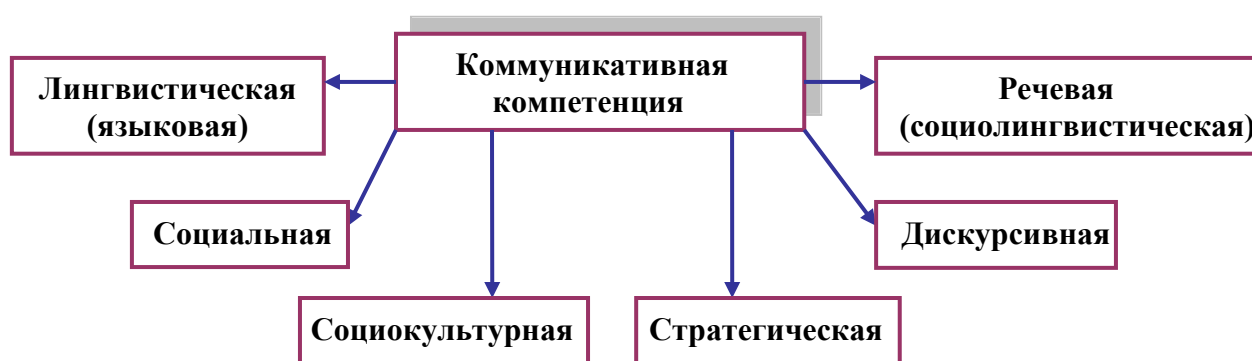 Коммуникативная
компетенция
Лингвистическая
(языковая)
Речевая
(социолингвистическая)
Социальная
Дискурсивная
Социокультурная
Стратегическая